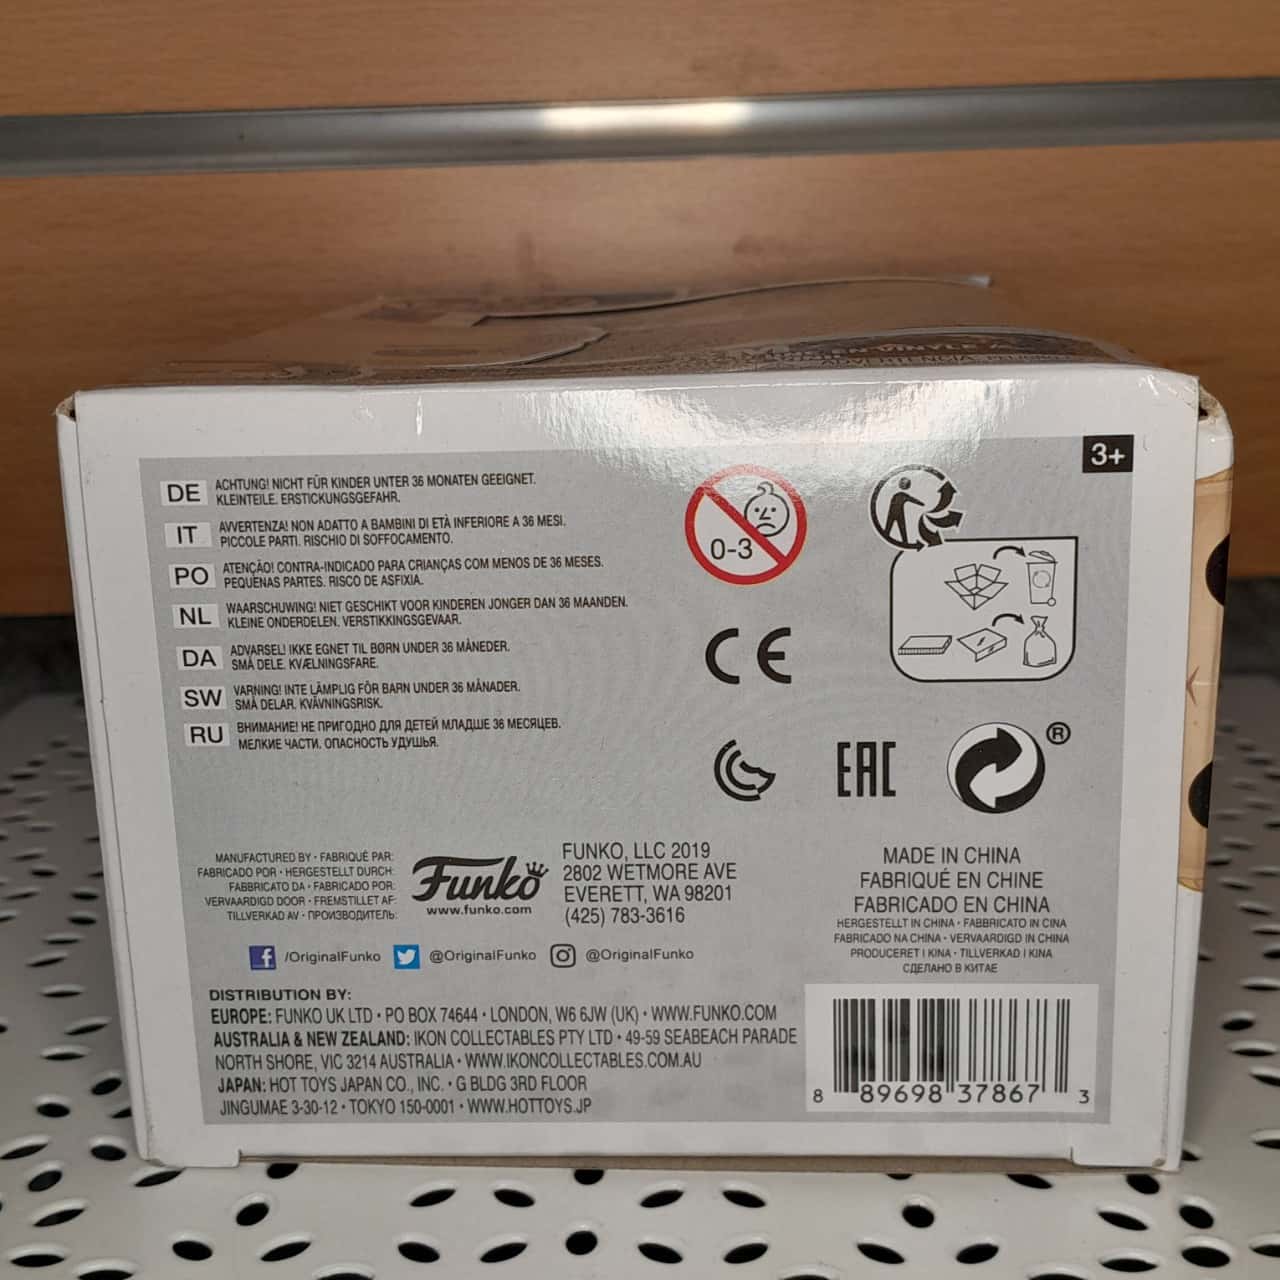 3+
DE ACHTUNG! NICHT FÜR KINDER UNTER 36 MONATEN GEEIGNET.
KLEINTEILE. ERSTICKUNGSGEFAHR.
IT AVVERTENZA! NON ADATTO A BAMBINI DI ETÀ INFERIORE A 36 MESI.
PICCOLE PARTI. RISCHIO DI SOFFOCAMENTO.
PO ATENÇÃO! CONTRA-INDICADO PARA CRIANÇAS COM MENOS DE 36 MESES.
PEQUENAS PARTES. RISCO DE ASFIXIA.
NL WAARSCHUWING! NIET GESCHIKT VOOR KINDEREN JONGER DAN 36 MAANDEN.
KLEINE ONDERDELEN. VERSTIKKINGSGEVAAR.
DA ADVARSEL! IKKE EGNET TIL BØRN UNDER 36 MÅNEDER.
SMÅ DELE. KVÆLNINGSFARE.
SW VARNING! INTE LÄMPLIG FÖR BARN UNDER 36 MÅNADER.
SMÅ DELAR. KVÄVNINGSRISK.
RU ВНИМАНИЕ! НЕ ПРИГОДНО ДЛЯ ДЕТЕЙ МЛАДШЕ 36 МЕСЯЦЕВ.
МЕЛКИЕ ЧАСТИ. ОПАСНОСТЬ УДУШЬЯ.
0-3
CE
EAC
®
MANUFACTURED BY • FABRIQUÉ PAR:
FABRICADO POR • HERGESTELLT DURCH:
FABBRICATO DA • FABRICADO POR:
VERVAARDIGD DOOR • FREMSTILLET AF:
TILLVERKAD AV • ПРОИЗВОДИТЕЛЬ:
Funko
www.funko.com
FUNKO, LLC 2019
2802 WETMORE AVE
EVERETT, WA 98201
(425) 783-3616
MADE IN CHINA
FABRIQUÉ EN CHINE
FABRICADO EN CHINA
HERGESTELLT IN CHINA • FABBRICATO IN CINA
FABRICADO NA CHINA • VERVAARDIGD IN CHINA
PRODUCERET I KINA • TILLVERKAD I KINA
СДЕЛАНО В КИТАЕ
/OriginalFunko @OriginalFunko @OriginalFunko
DISTRIBUTION BY:
EUROPE: FUNKO UK LTD • PO BOX 74644 • LONDON, W6 6JW (UK) • WWW.FUNKO.COM
AUSTRALIA & NEW ZEALAND: IKON COLLECTABLES PTY LTD • 49-59 SEABEACH PARADE
NORTH SHORE, VIC 3214 AUSTRALIA • WWW.IKONCOLLECTABLES.COM.AU
JAPAN: HOT TOYS JAPAN CO., INC. • G BLDG 3RD FLOOR
JINGUMAE 3-30-12 • TOKYO 150-0001 • WWW.HOTTOYS.JP
8 89698 37867 3